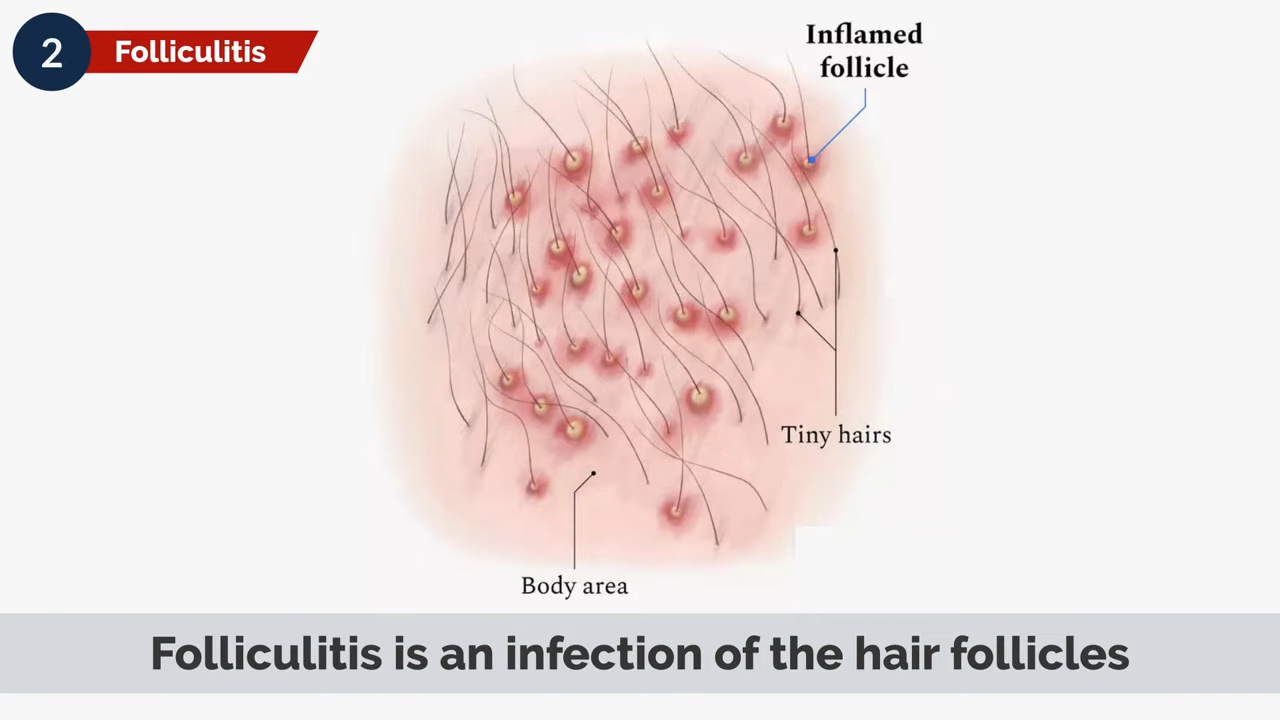 2
Folliculitis
Inflamed
follicle
Tiny hairs
Body area
Folliculitis is an infection of the hair follicles